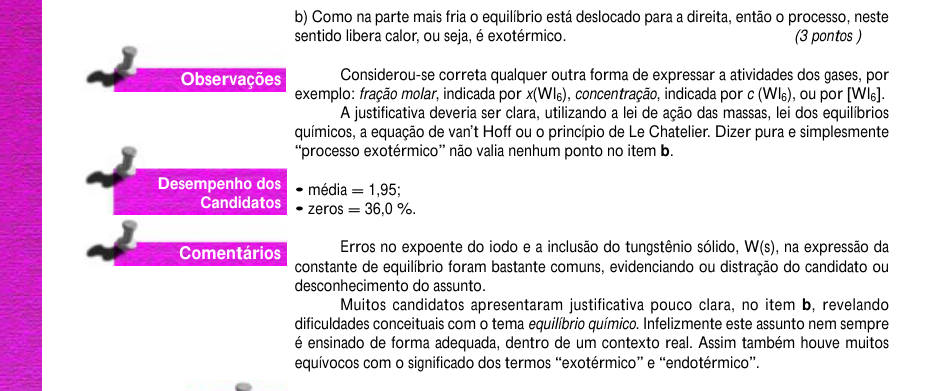 b) Como na parte mais fria o equilíbrio está deslocado para a direita, então o processo, neste
sentido libera calor, ou seja, é exotérmico. (3 pontos )
Observações
Considerou-se correta qualquer outra forma de expressar a atividades dos gases, por
exemplo: fração molar, indicada por x(WI₆), concentração, indicada por c (WI₆), ou por [WI₆].
A justificativa deveria ser clara, utilizando a lei de ação das massas, lei dos equilíbrios
químicos, a equação de van't Hoff ou o princípio de Le Chatelier. Dizer pura e simplesmente
“processo exotérmico” não valia nenhum ponto no item b.
Desempenho dos
Candidatos
• média = 1,95;
• zeros = 36,0 %.
Comentários
Erros no expoente do iodo e a inclusão do tungstênio sólido, W(s), na expressão da
constante de equilíbrio foram bastante comuns, evidenciando ou distração do candidato ou
desconhecimento do assunto.
Muitos candidatos apresentaram justificativa pouco clara, no item b, revelando
dificuldades conceituais com o tema equilíbrio químico. Infelizmente este assunto nem sempre
é ensinado de forma adequada, dentro de um contexto real. Assim também houve muitos
equívocos com o significado dos termos “exotérmico” e “endotérmico”.